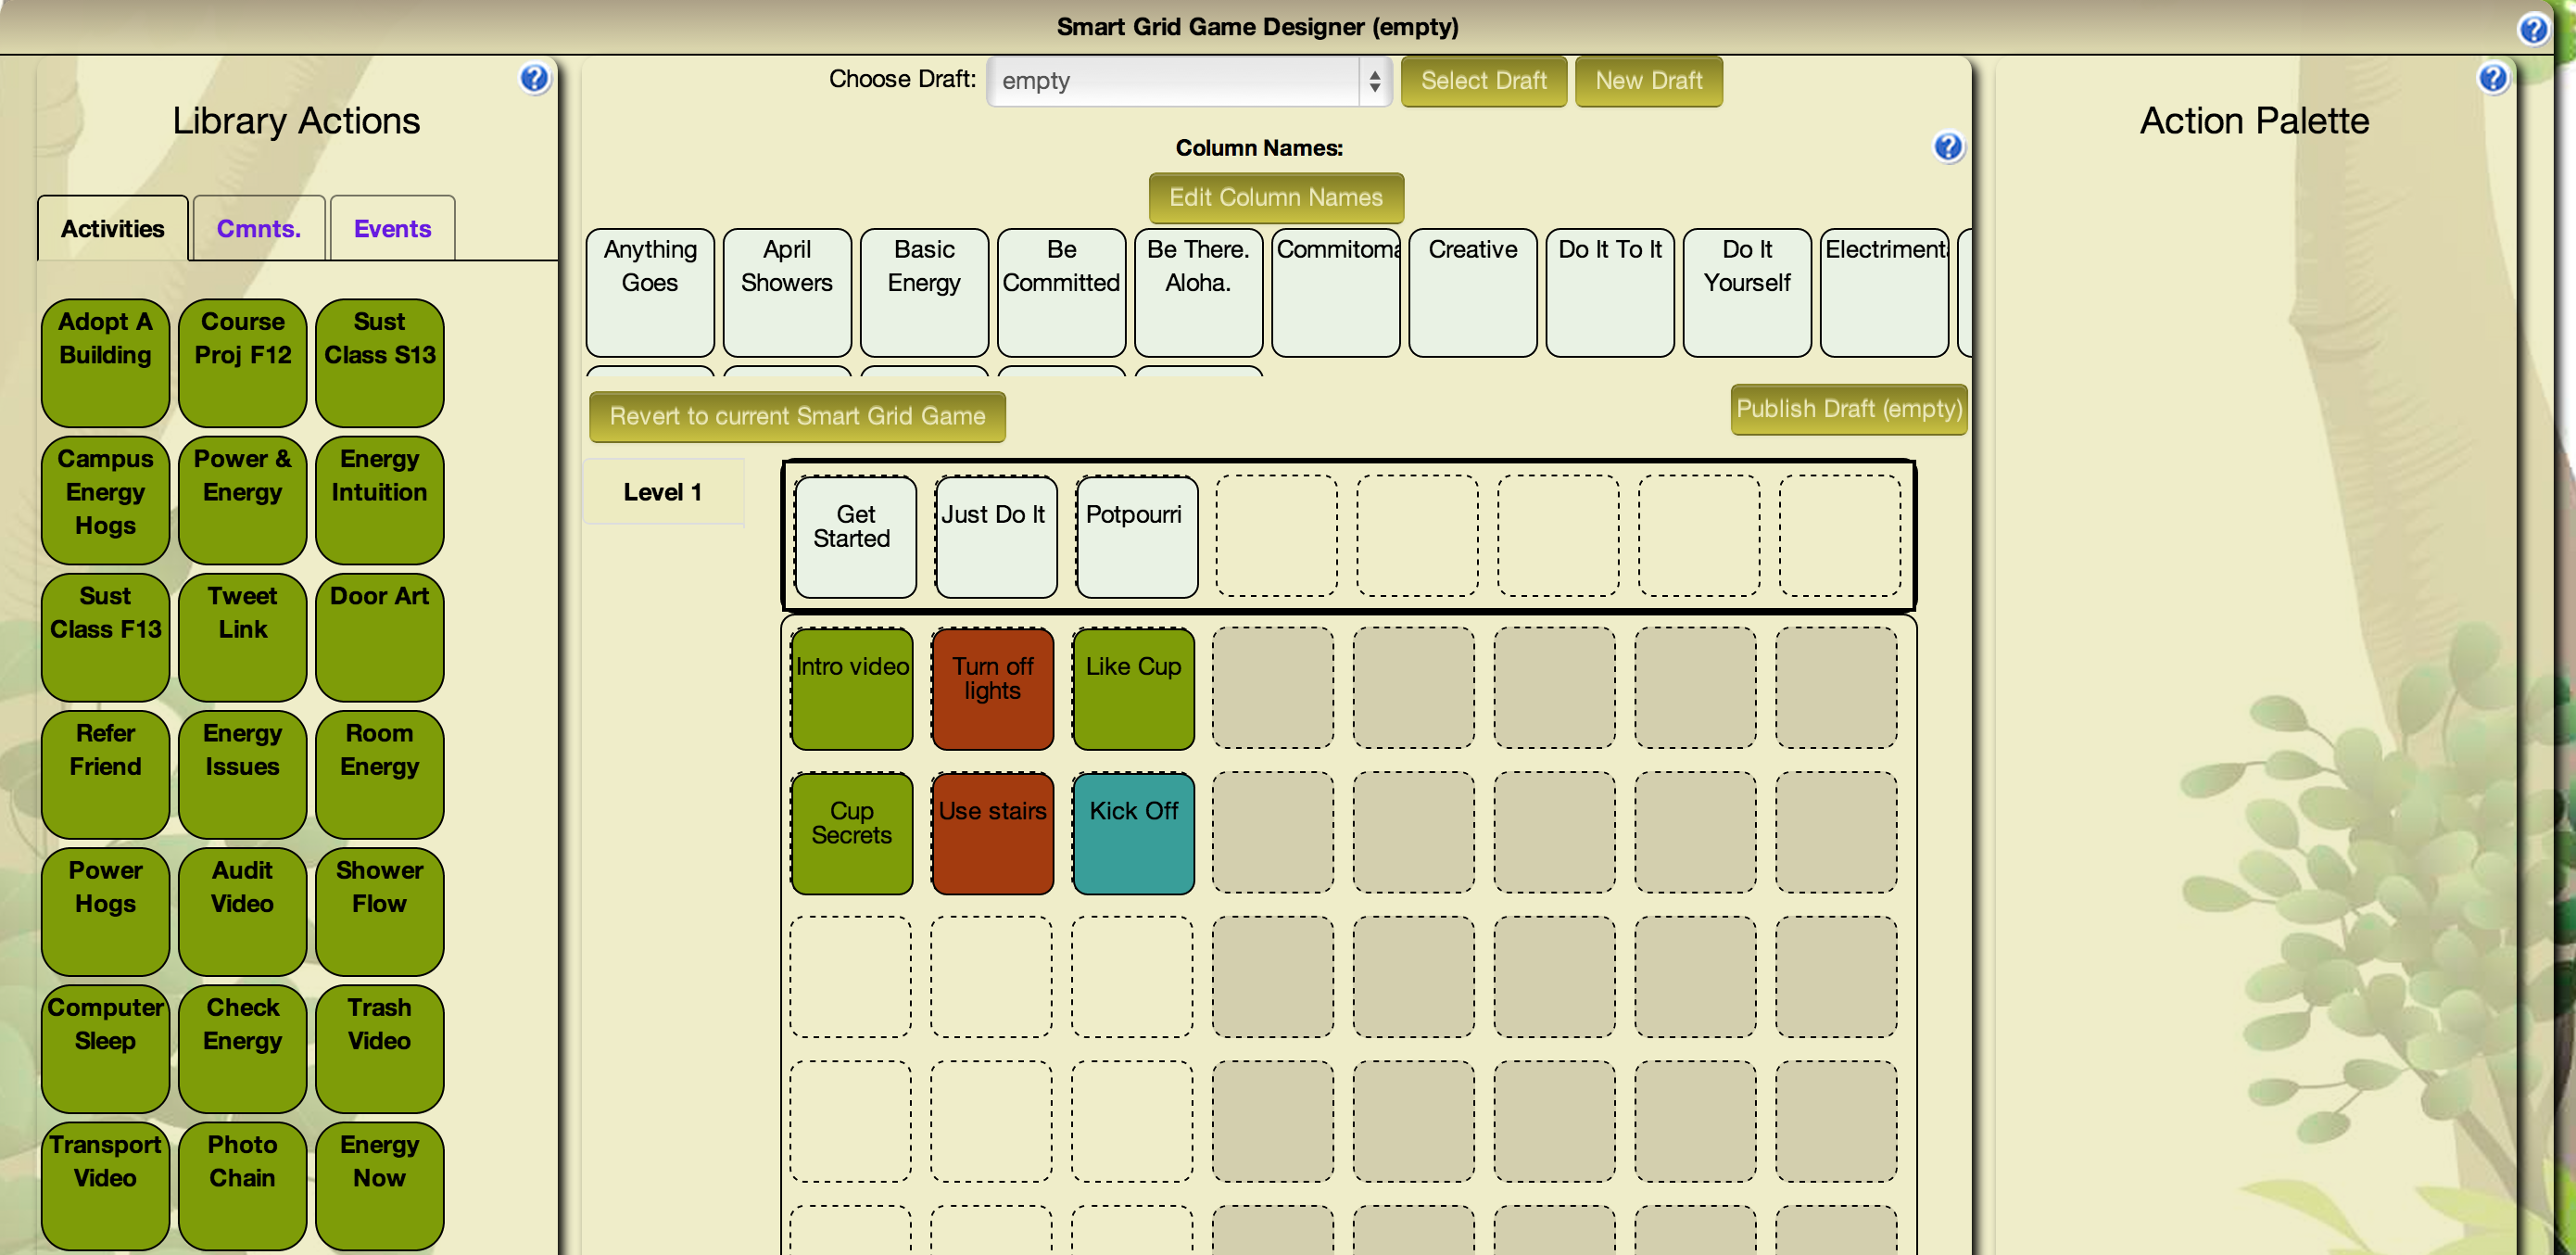 Smart Grid Game Designer (empty)
Library Actions
Activities
Cmnts.
Events
Adopt A
Building
Course
Proj F12
Sust
Class S13
Campus
Energy
Hogs
Power &
Energy
Energy
Intuition
Sust
Class F13
Tweet
Link
Door Art
Refer
Friend
Energy
Issues
Room
Energy
Power
Hogs
Audit
Video
Shower
Flow
Computer
Sleep
Check
Energy
Trash
Video
Transport
Video
Photo
Chain
Energy
Now
Choose Draft:
empty
Select Draft
New Draft
Column Names:
Edit Column Names
Anything
Goes
April
Showers
Basic
Energy
Be
Committed
Be There.
Aloha.
Commitoma
Creative
Do It To It
Do It
Yourself
Electriment
Revert to current Smart Grid Game
Publish Draft (empty)
Level 1
Get
Started
Just Do It
Potpourri
Intro video
Turn off
lights
Like Cup
Cup
Secrets
Use stairs
Kick Off
Action Palette